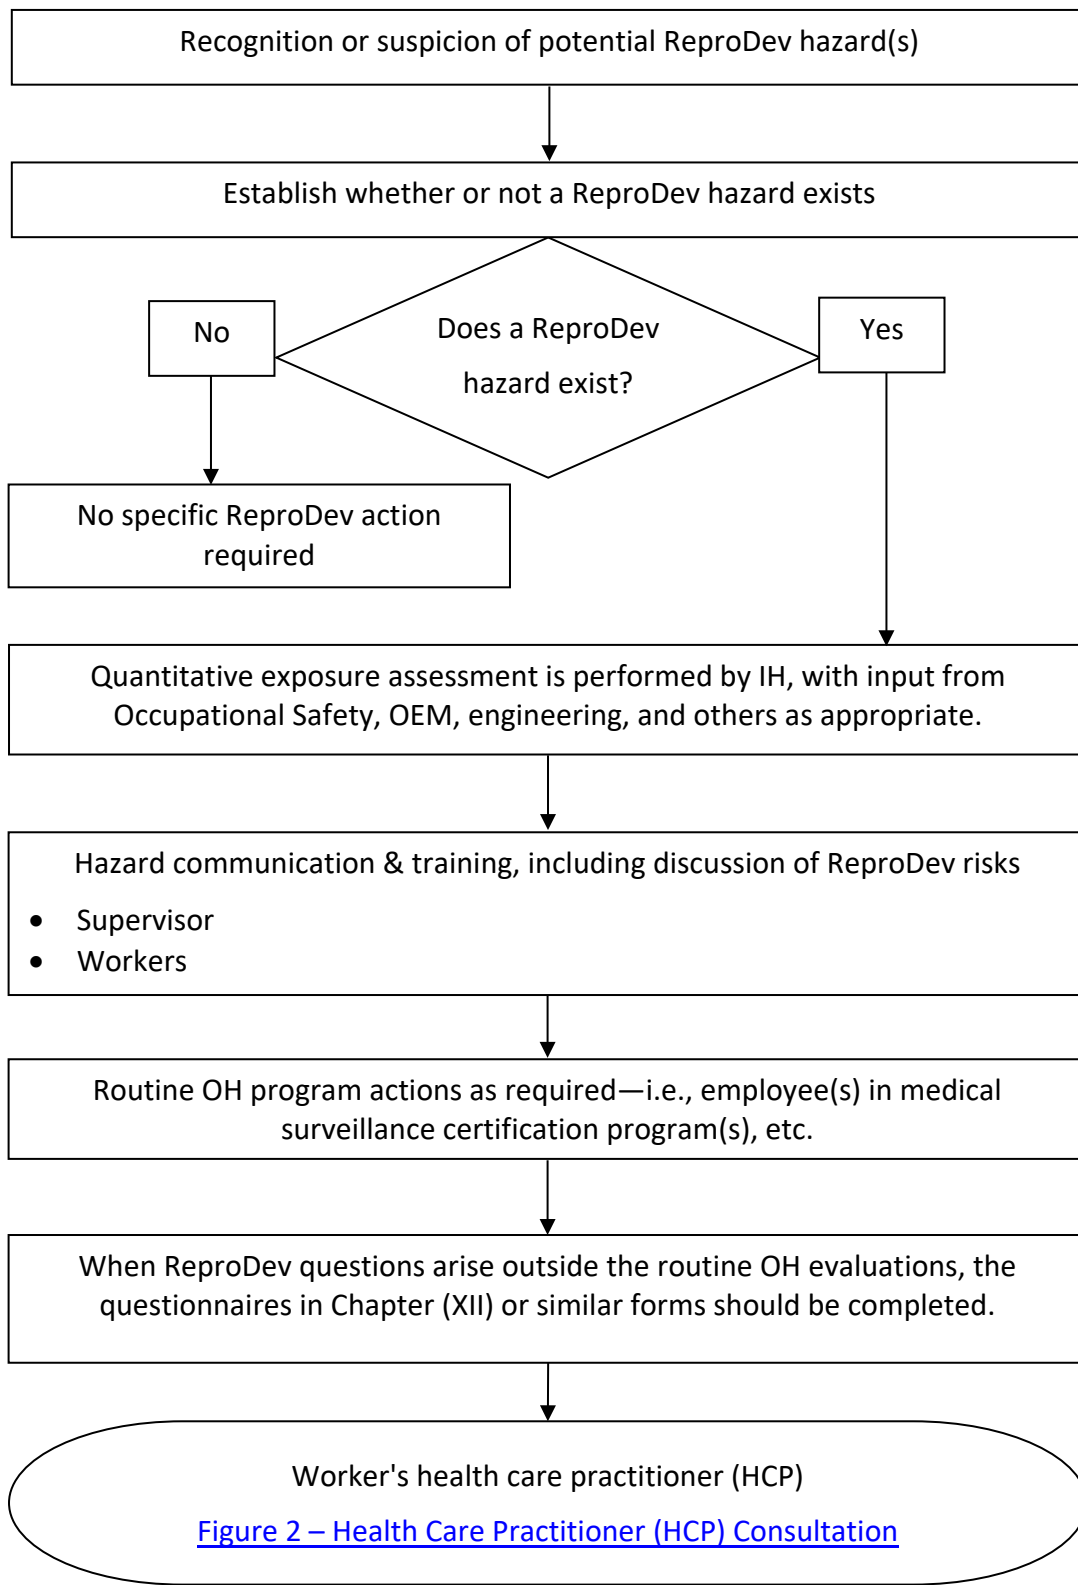 Recognition or suspicion of potential ReproDev hazard(s)
Establish whether or not a ReproDev hazard exists
No
Does a ReproDev
hazard exist?
Yes
No specific ReproDev action
required
Quantitative exposure assessment is performed by IH, with input from
Occupational Safety, OEM, engineering, and others as appropriate.
Hazard communication & training, including discussion of ReproDev risks
• Supervisor
• Workers
Routine OH program actions as required—i.e., employee(s) in medical
surveillance certification program(s), etc.
When ReproDev questions arise outside the routine OH evaluations, the
questionnaires in Chapter (XII) or similar forms should be completed.
Worker's health care practitioner (HCP)
Figure 2 – Health Care Practitioner (HCP) Consultation